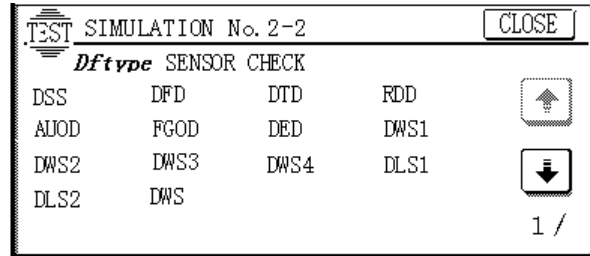 TEST SIMULATION No. 2-2 CLOSE
Dftype SENSOR CHECK
DSS DFD DTD RDD
AUOD FGOD DED DWS1
DWS2 DWS3 DWS4 DLS1
DLS2 DWS
1 /